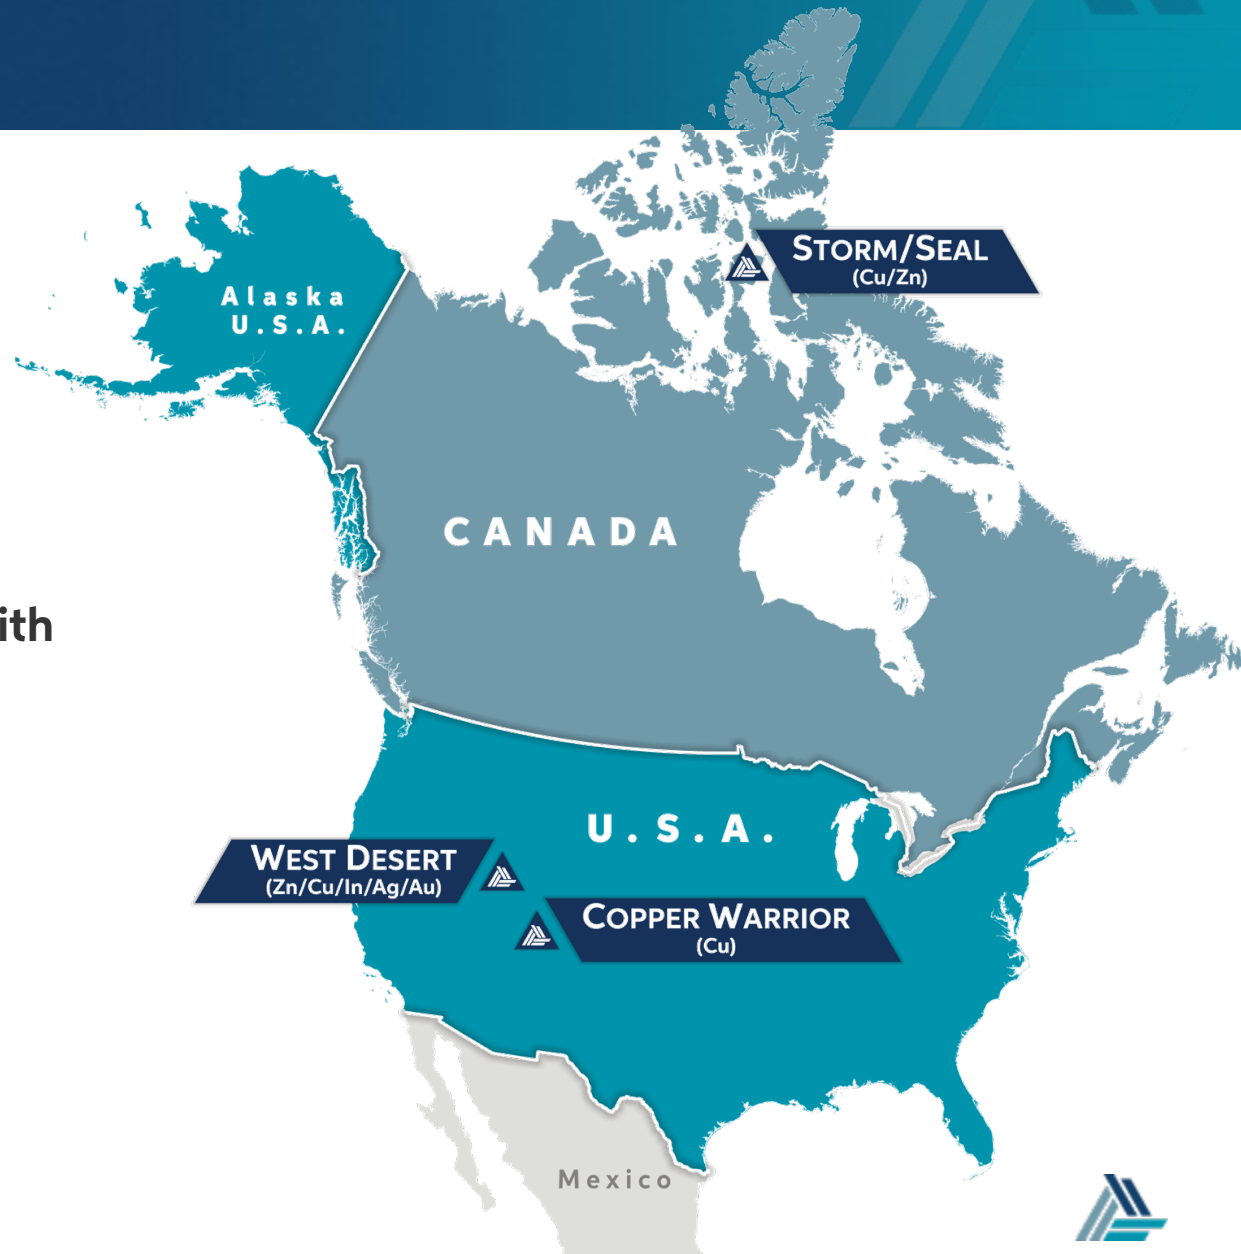 STORM/SEAL
(Cu/Zn)
Alaska
U.S.A.
CANADA
ith
U.S.A.
WEST DESERT
(Zn/Cu/In/Ag/Au)
COPPER WARRIOR
(Cu)
Mexico